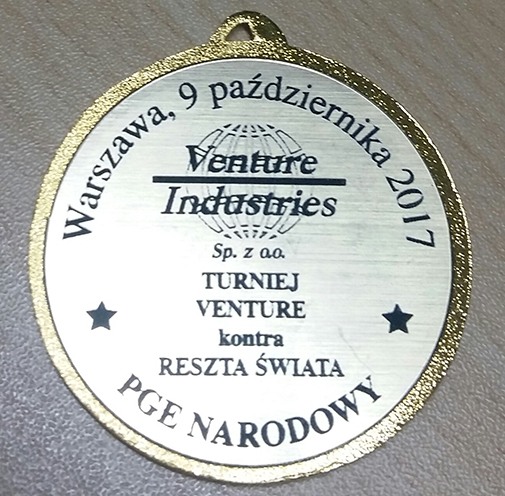 Warszawa, 9 października 2017
Venture
Industries
Sp. z o.o.
TURNIEJ
VENTURE
kontra
RESZTA ŚWIATA
PGE NARODOWY